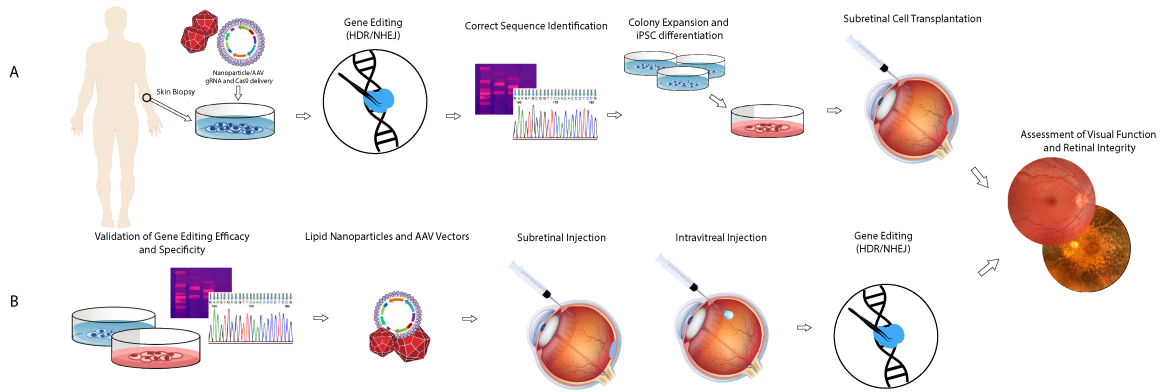 A
Nanoparticle/AAV
gRNA and Cas9 delivery
Skin Biopsy
Gene Editing
(HDR/NHEJ)
Correct Sequence Identification
Colony Expansion and
iPSC differentiation
Subretinal Cell Transplantation
Assessment of Visual Function
and Retinal Integrity
B
Validation of Gene Editing Efficacy
and Specificity
Lipid Nanoparticles and AAV Vectors
Subretinal Injection
Intravitreal Injection
Gene Editing
(HDR/NHEJ)